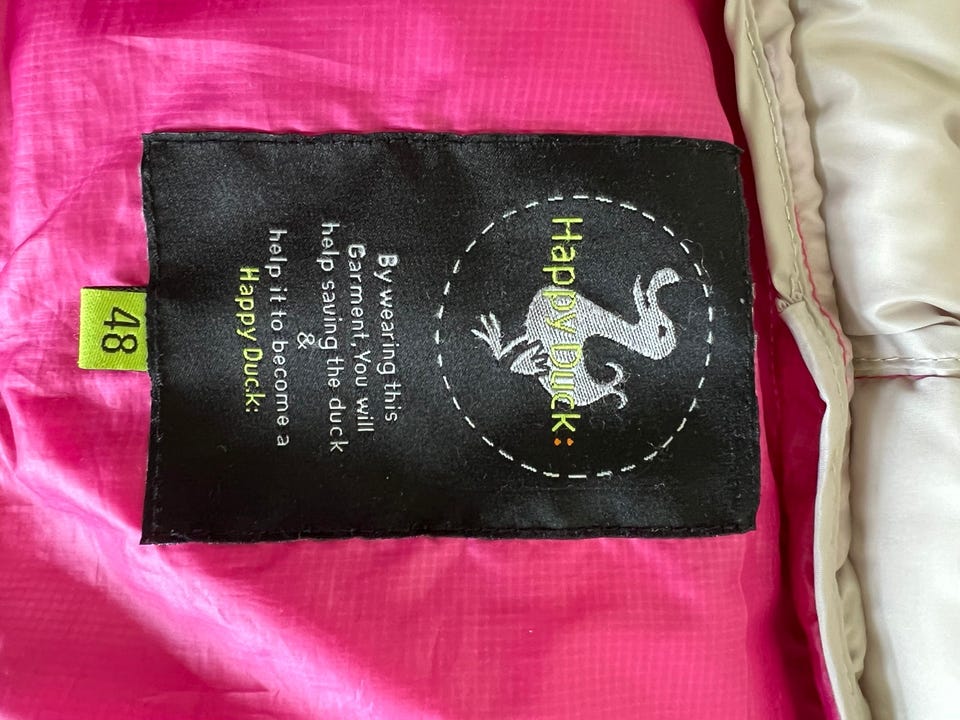 Happy Duck:
By wearing this
Garment, You will
help saving the duck
&
help it to become a
Happy Duck:
48